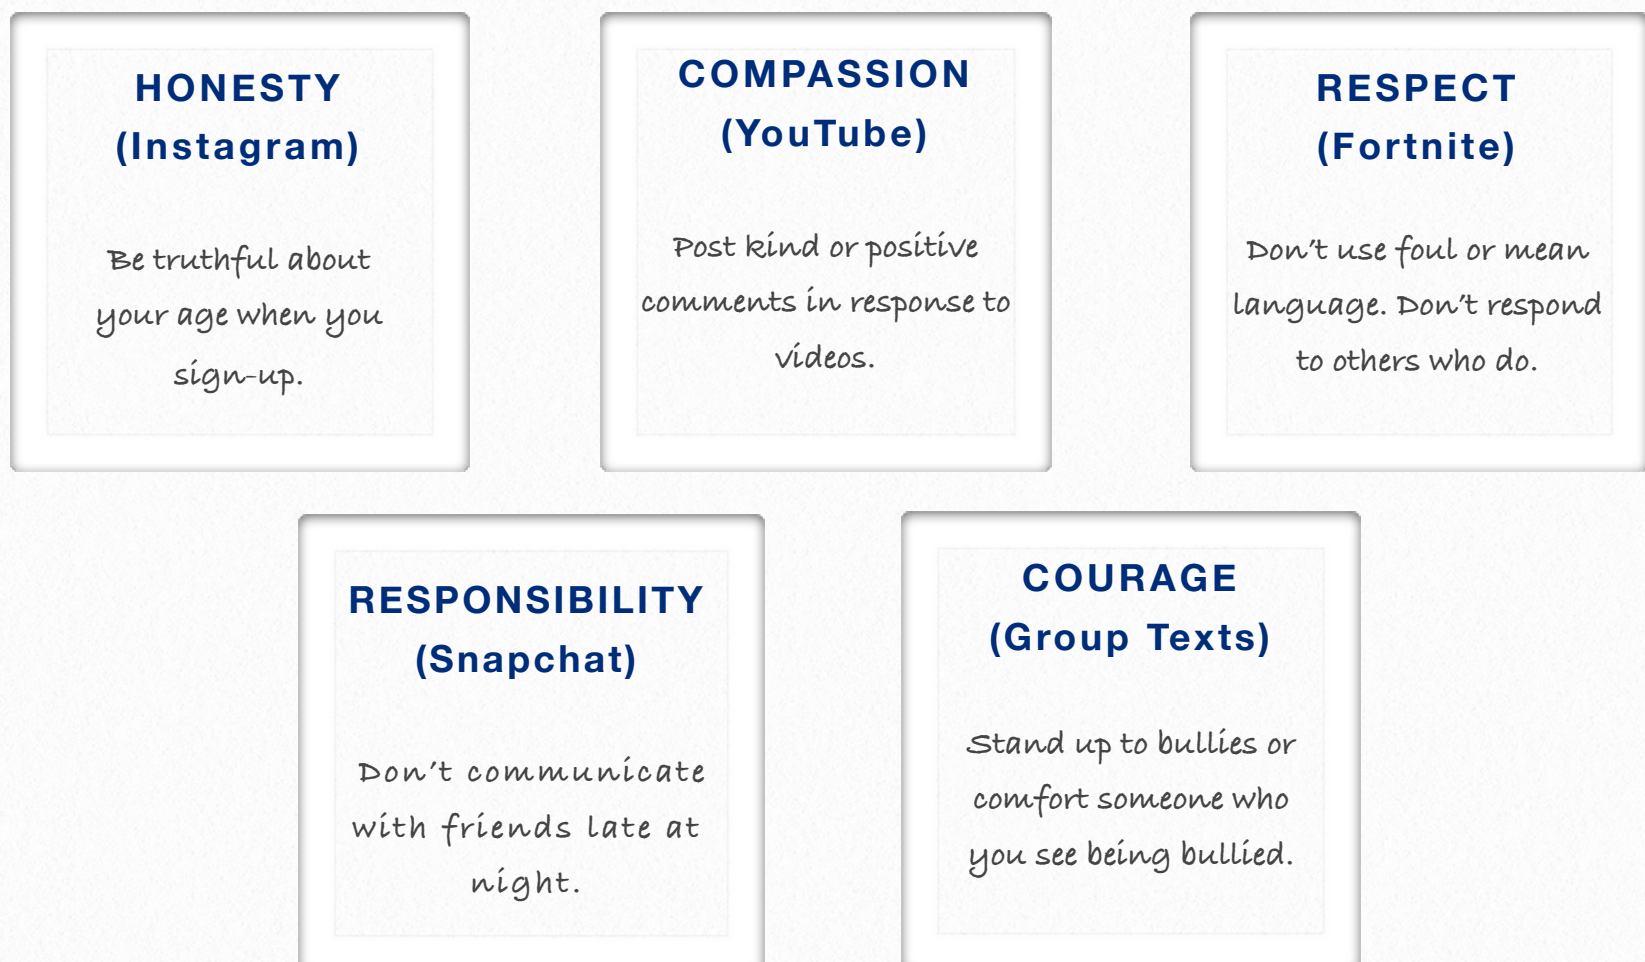 HONESTY
(Instagram)
Be truthful about
your age when you
sign-up.
COMPASSION
(YouTube)
Post kind or positive
comments in response to
videos.
RESPECT
(Fortnite)
Don't use foul or mean
language. Don't respond
to others who do.
RESPONSIBILITY
(Snapchat)
Don't communicate
with friends late at
night.
COURAGE
(Group Texts)
Stand up to bullies or
comfort someone who
you see being bullied.